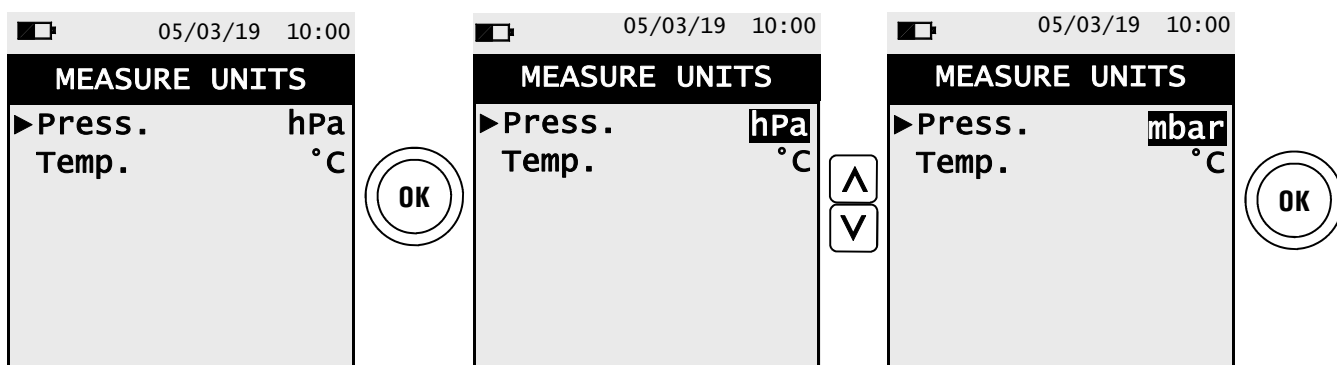 05/03/19 10:00
MEASURE UNITS
►Press. hPa
Temp. °C
OK
05/03/19 10:00
MEASURE UNITS
►Press. hPa
Temp. °C
05/03/19 10:00
MEASURE UNITS
►Press. mbar
Temp. °C
OK